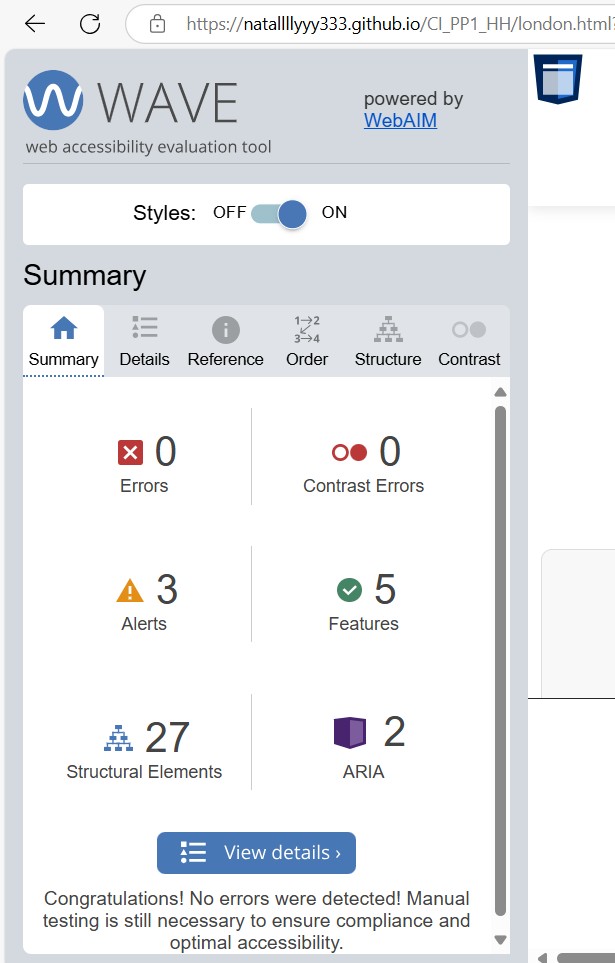 https://natallllyyy333.github.io/CI_PP1_HH/london.html?
WAVE
web accessibility evaluation tool
powered by
WebAIM
Styles: OFF ON
Summary
1 2
3 4
Summary Details Reference Order Structure Contrast
0 0
Errors Contrast Errors
3 5
Alerts Features
27 2
Structural Elements ARIA
View details ›
Congratulations! No errors were detected! Manual
testing is still necessary to ensure compliance and
optimal accessibility.